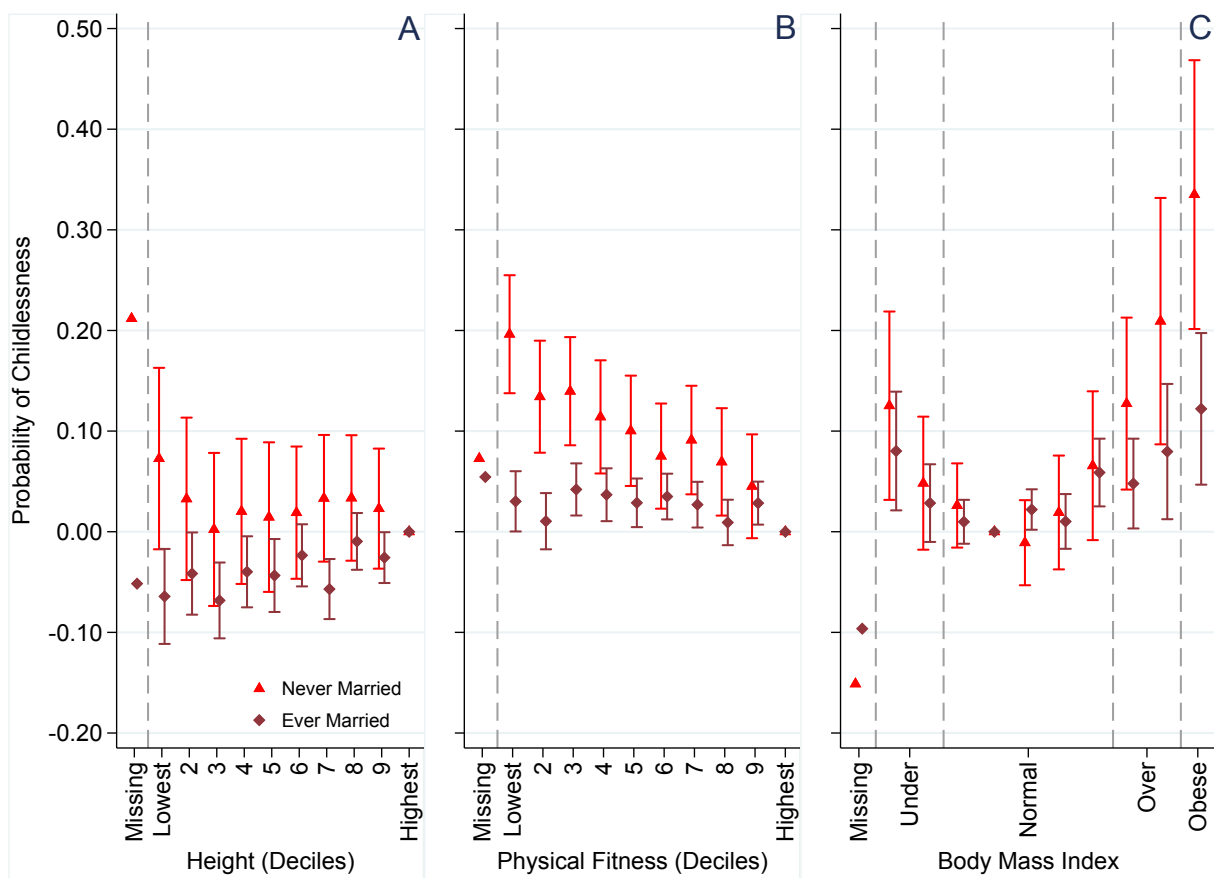 A
B
C
Probability of Childlessness
0.50
0.40
0.30
0.20
0.10
0.00
-0.10
-0.20
Never Married
Ever Married
Missing
Lowest
2
3
4
5
6
7
8
9
Highest
Height (Deciles)
Missing
Lowest
2
3
4
5
6
7
8
9
Highest
Physical Fitness (Deciles)
Missing
Under
Normal
Over
Obese
Body Mass Index